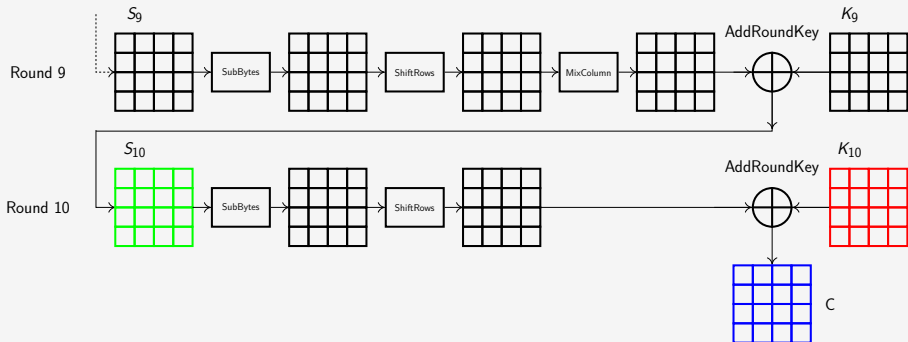 S9 K9
AddRoundKey
Round 9 SubBytes ShiftRows MixColumn
S10 K10
AddRoundKey
Round 10 SubBytes ShiftRows
C